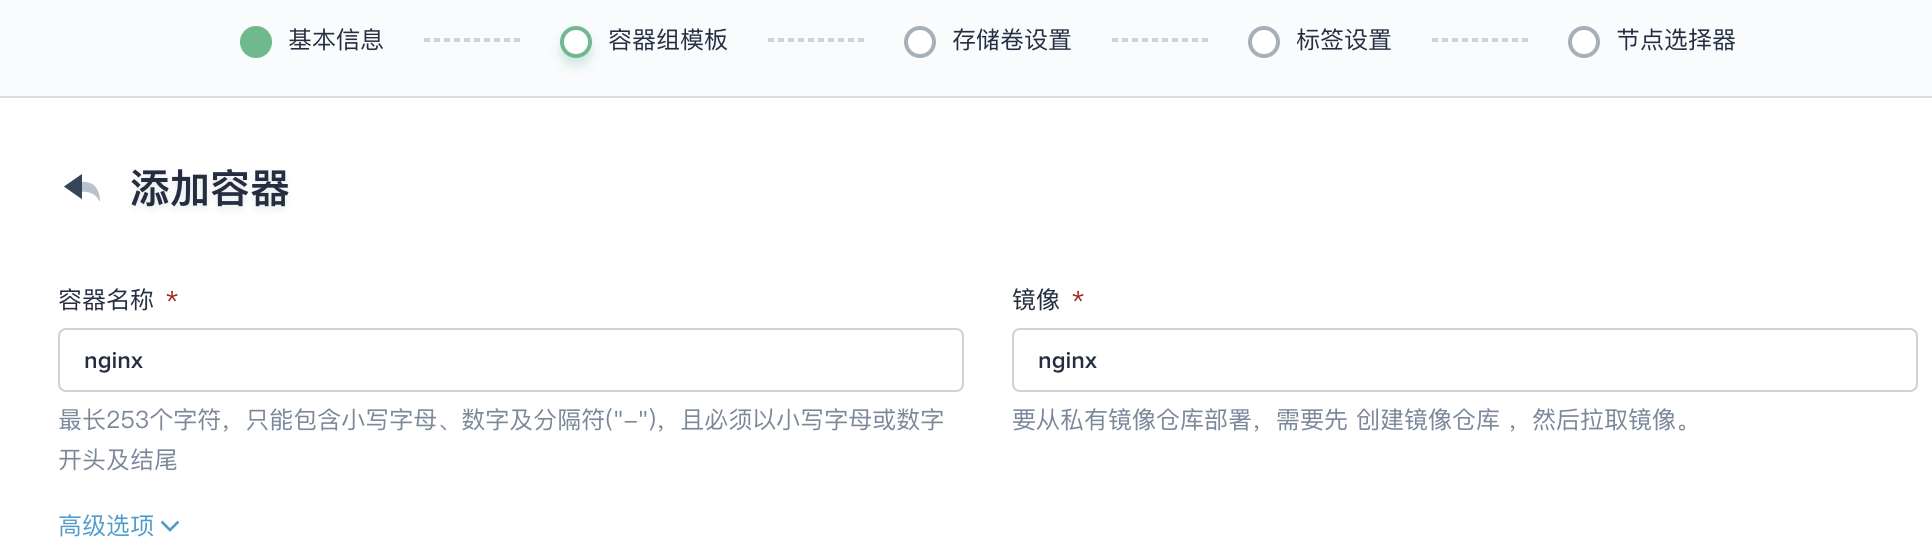 基本信息 容器组模板 存储卷设置 标签设置 节点选择器
添加容器
容器名称 *
nginx
最长253个字符，只能包含小写字母、数字及分隔符("-")，且必须以小写字母或数字
开头及结尾
镜像 *
nginx
要从私有镜像仓库部署，需要先 创建镜像仓库 ，然后拉取镜像。
高级选项